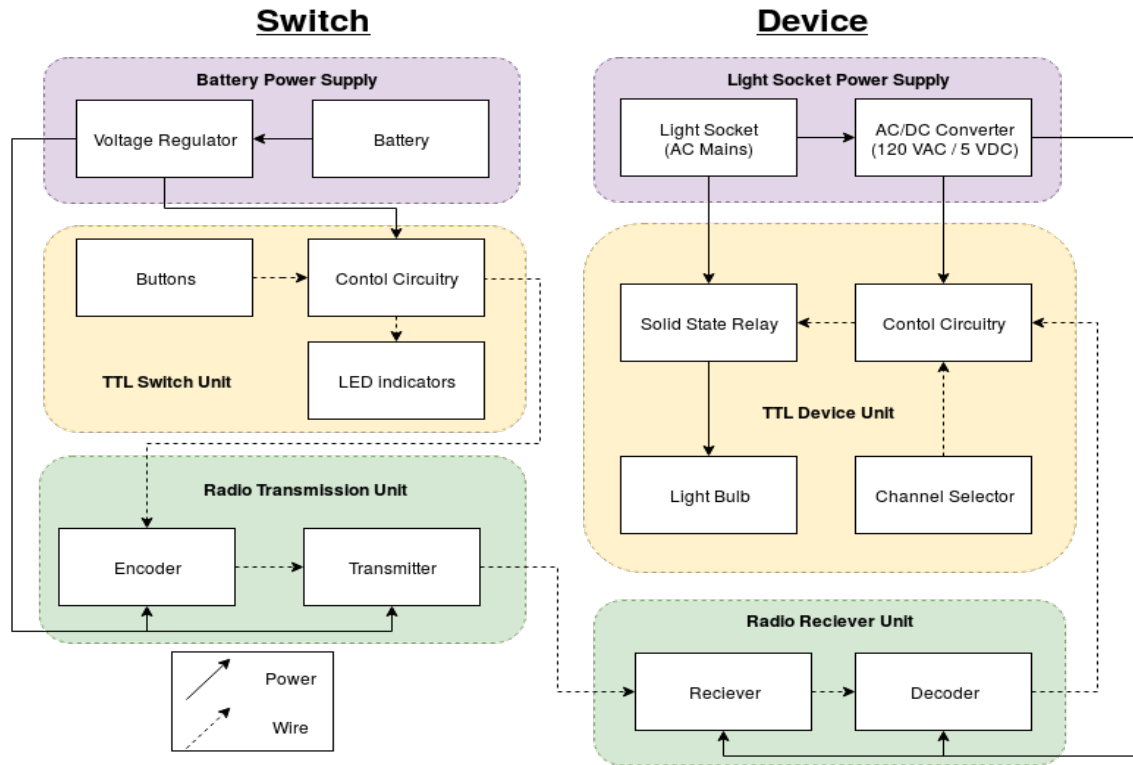 Switch
Battery Power Supply
Voltage Regulator
Battery
Buttons
Contol Circuitry
LED indicators
TTL Switch Unit
Radio Transmission Unit
Encoder
Transmitter
Power
Wire
Device
Light Socket Power Supply
Light Socket
(AC Mains)
AC/DC Converter
(120 VAC / 5 VDC)
Solid State Relay
Contol Circuitry
TTL Device Unit
Light Bulb
Channel Selector
Radio Reciever Unit
Reciever
Decoder